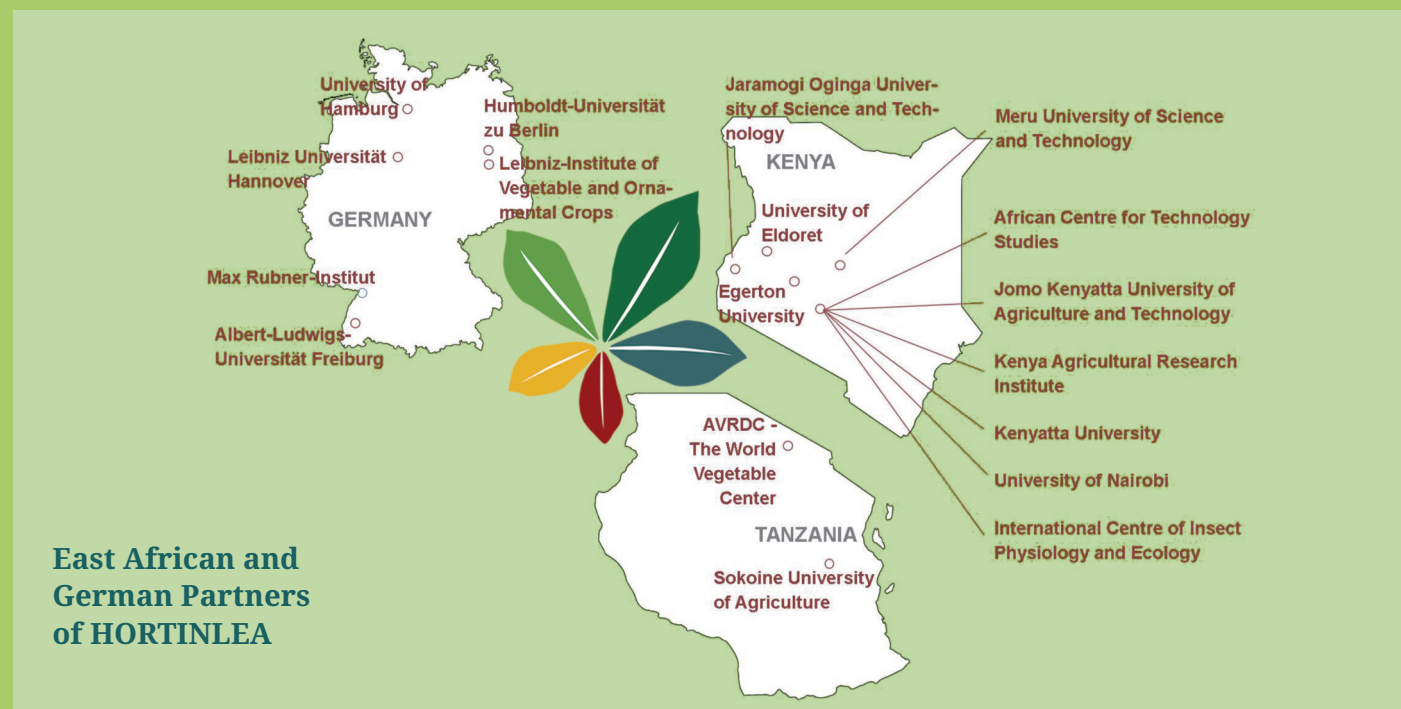 University of
Hamburg
Humboldt-Universität
zu Berlin
Leibniz Universität
Hannover
Leibniz-Institute of
Vegetable and Orna-
mental Crops
GERMANY
Max Rubner-Institut
Albert-Ludwigs-
Universität Freiburg
Jaramogi Oginga Univer-
sity of Science and Tech-
nology
KENYA
University of
Eldoret
Egerton
University
Meru University of Science
and Technology
African Centre for Technology
Studies
Jomo Kenyatta University of
Agriculture and Technology
Kenya Agricultural Research
Institute
Kenyatta University
University of Nairobi
International Centre of Insect
Physiology and Ecology
AVRDC -
The World
Vegetable
Center
TANZANIA
Sokoine University
of Agriculture
East African and
German Partners
of HORTINLEA